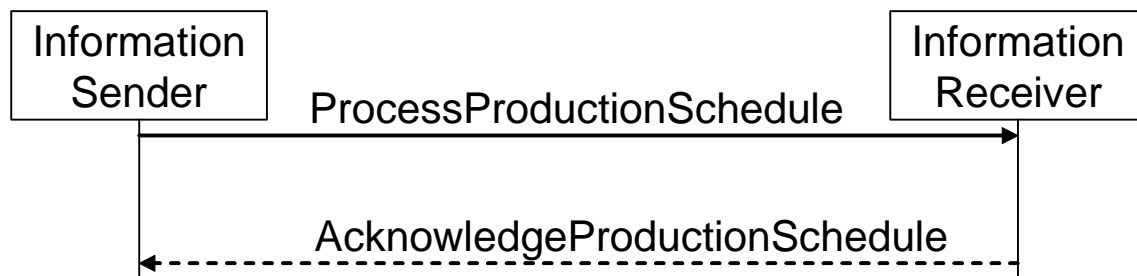 Information
Sender
Information
Receiver
ProcessProductionSchedule
AcknowledgeProductionSchedule